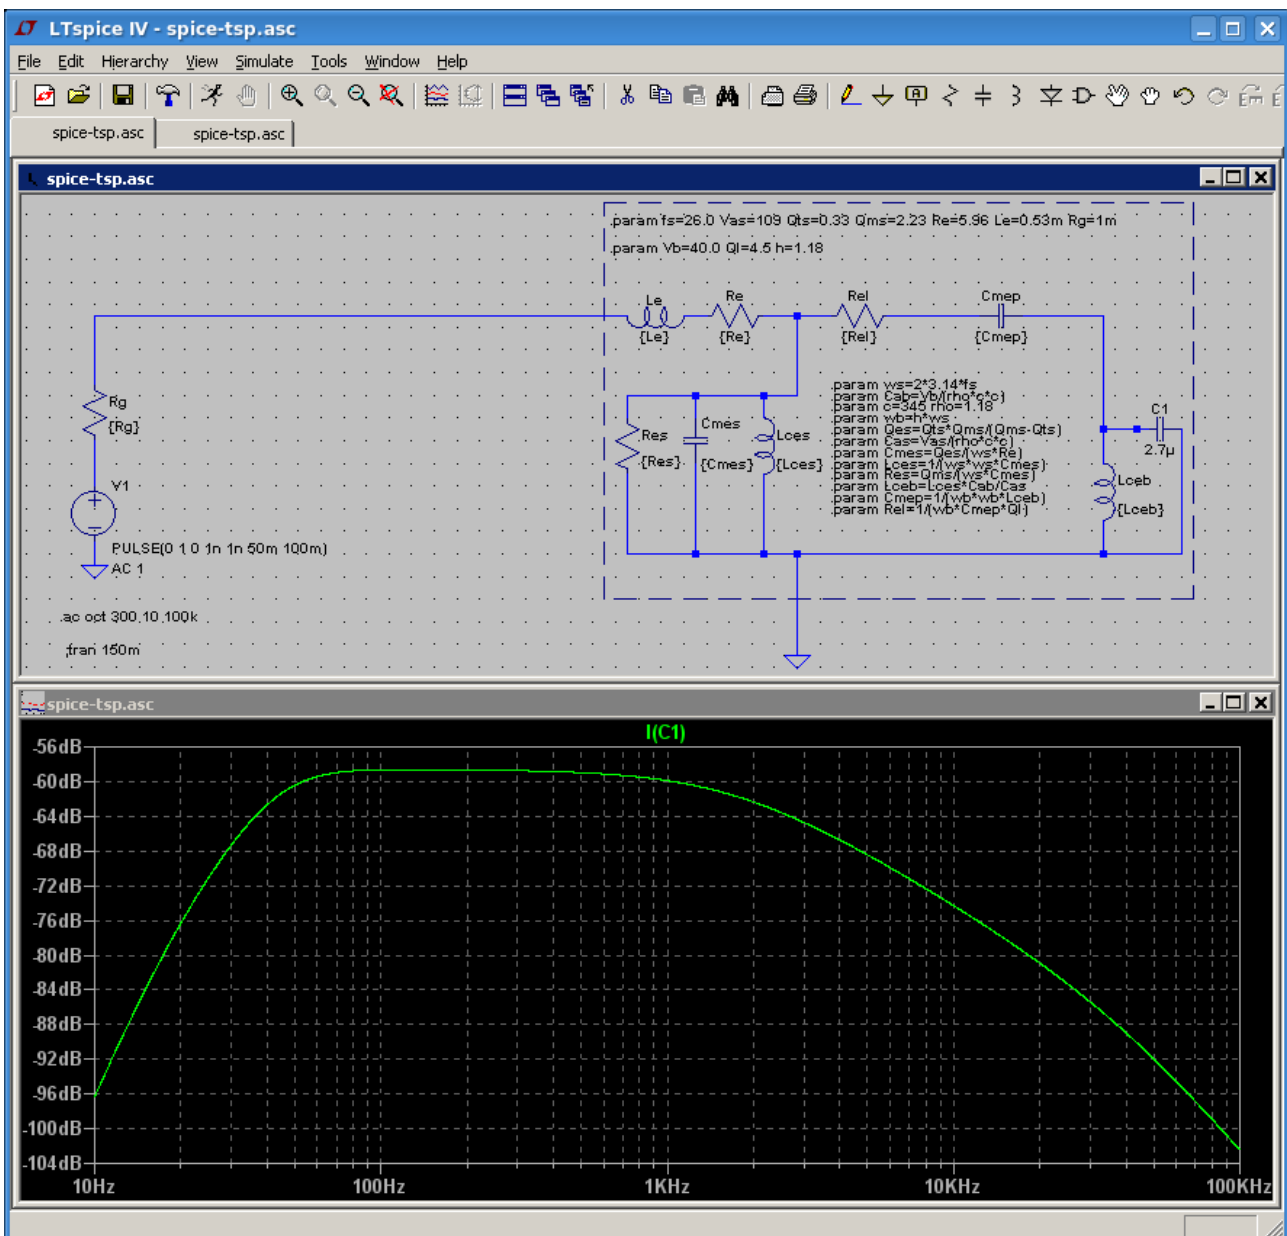 LTspice IV - spice-tsp.asc
File Edit Hierarchy View Simulate Tools Window Help
spice-tsp.asc spice-tsp.asc
spice-tsp.asc
.param fs=26.0 Vas=109 Qts=0.33 Qms=2.23 Re=5.96 Le=0.53m Rg=1m
.param Vb=40.0 Ql=4.5 h=1.18
Le Re Rel Cmep
{Le} {Re} {Rel} {Cmep}
Rg
{Rg}
V1
PULSE(0 1 0 1n 1n 50m 100m)
AC 1
.ac oct 300 10 100k
;tran 150m
Res Cmes Lces
{Res} {Cmes} {Lces}
.param ws=2*3.14*fs
.param Cab=Vb/(rho*c*c)
.param c=345 rho=1.18
.param wb=h*ws
.param Qes=Qts*Qms/(Qms-Qts)
.param Cas=Vas/(rho*c*c)
.param Cmes=Qes/(ws*Re)
.param Lces=1/(ws*ws*Cmes)
.param Res=Qms/(ws*Cmes)
.param Lceb=Lces*Cab/Cas
.param Cmep=1/(wb*wb*Lceb)
.param Rel=1/(wb*Cmep*Ql)
C1
2.7µ
Lceb
{Lceb}
spice-tsp.asc
I(C1)
-56dB
-60dB
-64dB
-68dB
-72dB
-76dB
-80dB
-84dB
-88dB
-92dB
-96dB
-100dB
-104dB
10Hz 100Hz 1KHz 10KHz 100KHz